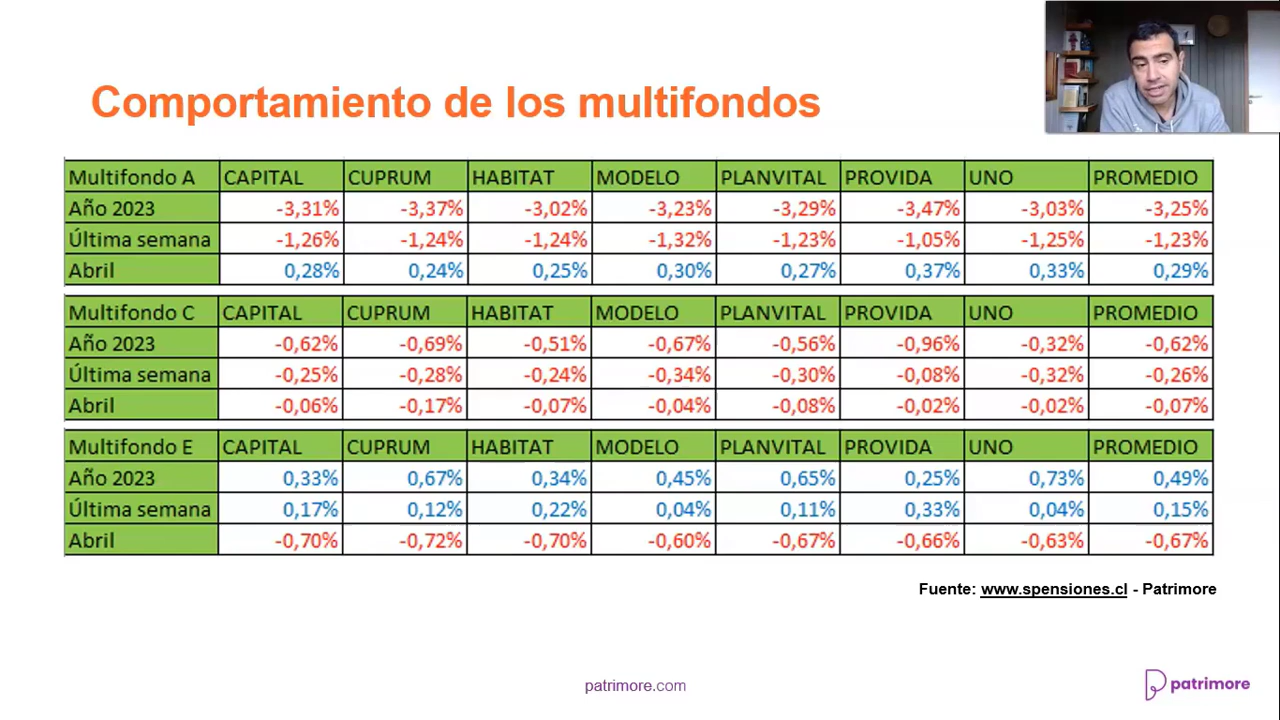 Comportamiento de los multifondos
Multifondo A CAPITAL CUPRUM HABITAT MODELO PLANVITAL PROVIDA UNO PROMEDIO
Año 2023 -3,31% -3,37% -3,02% -3,23% -3,29% -3,47% -3,03% -3,25%
Última semana -1,26% -1,24% -1,24% -1,32% -1,23% -1,05% -1,25% -1,23%
Abril 0,28% 0,24% 0,25% 0,30% 0,27% 0,37% 0,33% 0,29%
Multifondo C CAPITAL CUPRUM HABITAT MODELO PLANVITAL PROVIDA UNO PROMEDIO
Año 2023 -0,62% -0,69% -0,51% -0,67% -0,56% -0,96% -0,32% -0,62%
Última semana -0,25% -0,28% -0,24% -0,34% -0,30% -0,08% -0,32% -0,26%
Abril -0,06% -0,17% -0,07% -0,04% -0,08% -0,02% -0,02% -0,07%
Multifondo E CAPITAL CUPRUM HABITAT MODELO PLANVITAL PROVIDA UNO PROMEDIO
Año 2023 0,33% 0,67% 0,34% 0,45% 0,65% 0,25% 0,73% 0,49%
Última semana 0,17% 0,12% 0,22% 0,04% 0,11% 0,33% 0,04% 0,15%
Abril -0,70% -0,72% -0,70% -0,60% -0,67% -0,66% -0,63% -0,67%
Fuente: www.spensiones.cl - Patrimore
patrimore.com
patrimore